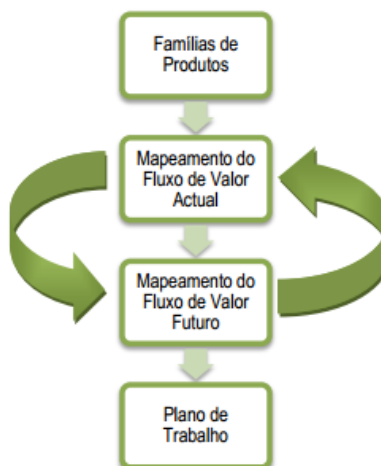 Famílias de
Produtos
Mapeamento do
Fluxo de Valor
Actual
Mapeamento do
Fluxo de Valor
Futuro
Plano de
Trabalho